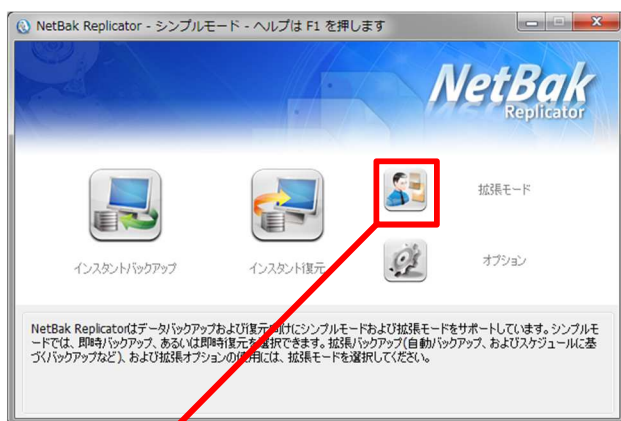 NetBak Replicator - シンプルモード - ヘルプは F1 を押します
NetBak
Replicator
拡張モード
インスタントバックアップ
インスタント復元
オプション
NetBak Replicatorはデータバックアップおよび復元向けにシンプルモードおよび拡張モードをサポートしています。シンプルモ
ードでは、即時バックアップ、あるいは即時復元を選択できます。拡張バックアップ(自動バックアップ、およびスケジュールに基
づくバックアップなど)、および拡張オプションの使用には、拡張モードを選択してください。